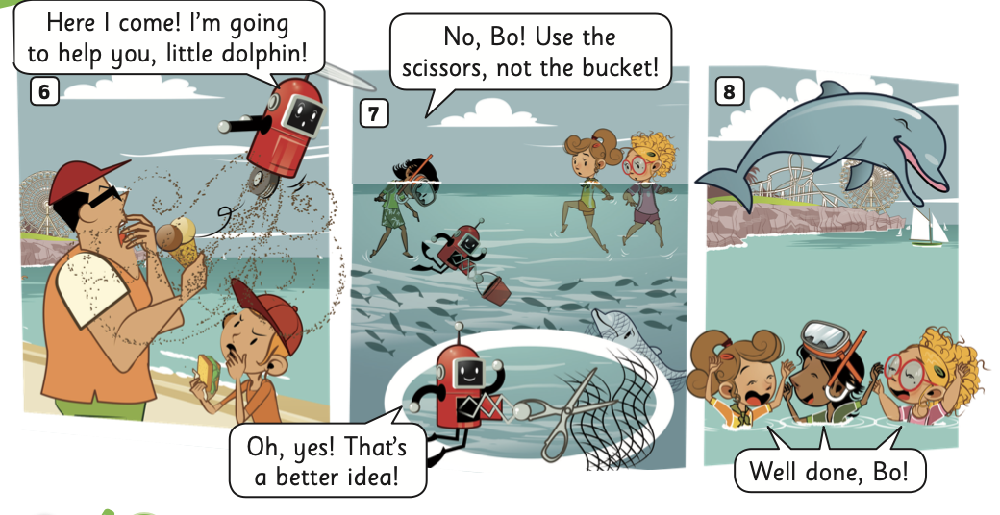 Here I come! I'm going
to help you, little dolphin!
6
No, Bo! Use the
scissors, not the bucket!
7
Oh, yes! That's
a better idea!
8
Well done, Bo!